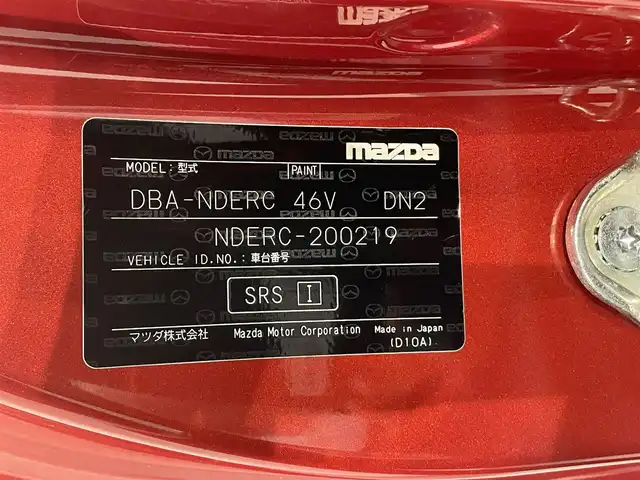 mazda
MODEL:型式 PAINT
DBA-NDERC 46V DN2
NDERC-200219
VEHICLE ID.NO.:車台番号
SRS I
マツダ株式会社 Mazda Motor Corporation Made in Japan
(D10A)